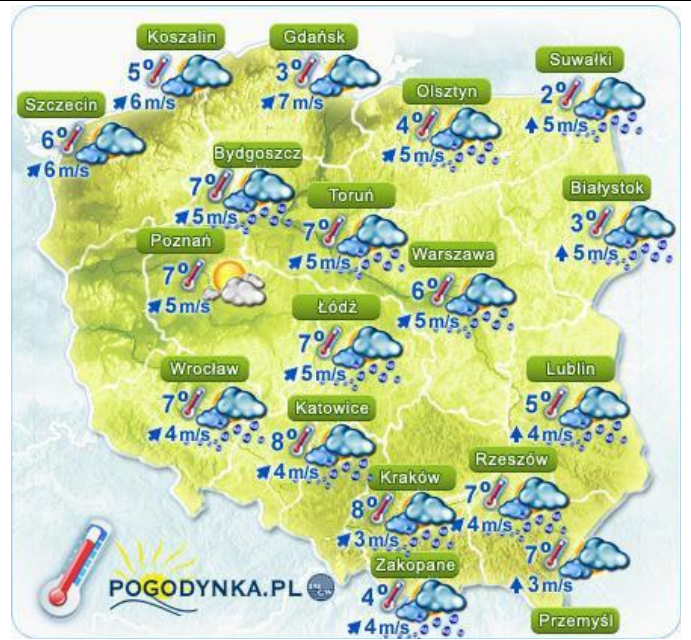 Koszalin
5°
6 m/s
Gdańsk
3°
7 m/s
Suwałki
2°
5 m/s
Szczecin
6°
6 m/s
Olsztyn
4°
5 m/s
Bydgoszcz
7°
5 m/s
Toruń
7°
5 m/s
Białystok
3°
5 m/s
Poznań
7°
5 m/s
Warszawa
6°
5 m/s
Łódź
7°
5 m/s
Wrocław
7°
4 m/s
Lublin
5°
4 m/s
Katowice
8°
4 m/s
Kraków
8°
3 m/s
Rzeszów
7°
4 m/s
Zakopane
4°
4 m/s
7°
3 m/s
Przemyśl
POGODYNKA.PL